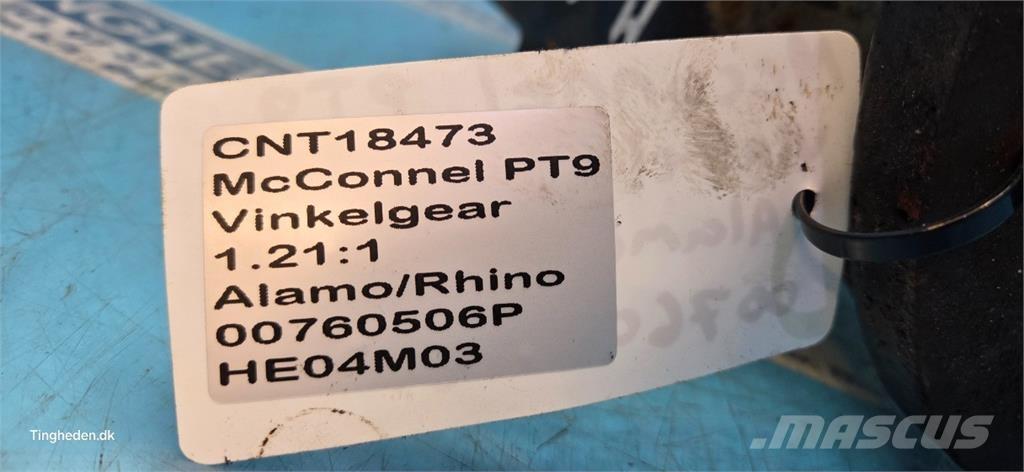 CNT18473
McConnel PT9
Vinkelgear
1.21:1
Alamo/Rhino
00760506P
HE04M03
Tingheden.dk
MASCUS